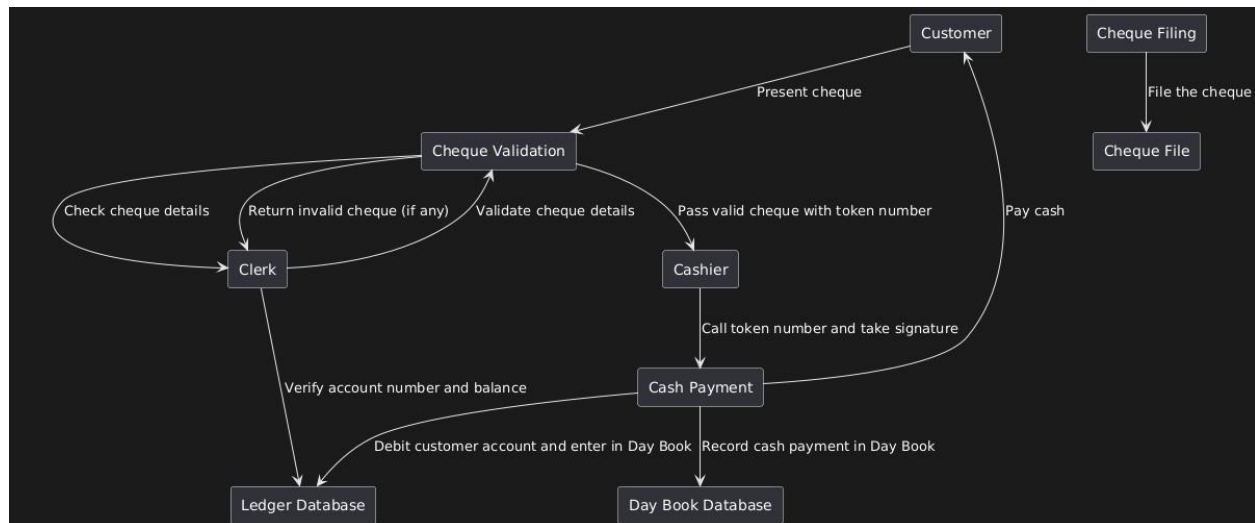 Customer
Cheque Filing
Present cheque
File the cheque
Cheque Validation
Cheque File
Check cheque details
Return invalid cheque (if any)
Validate cheque details
Pass valid cheque with token number
Pay cash
Clerk
Cashier
Call token number and take signature
Verify account number and balance
Cash Payment
Debit customer account and enter in Day Book
Record cash payment in Day Book
Ledger Database
Day Book Database